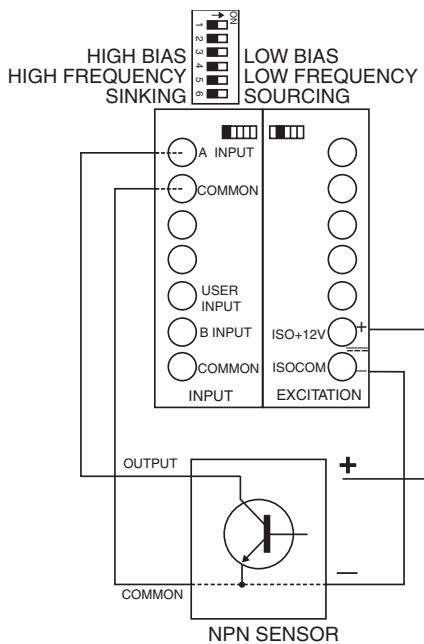 ON
1
2
3
4
5
6
HIGH BIAS LOW BIAS
HIGH FREQUENCY LOW FREQUENCY
SINKING SOURCING
A INPUT
COMMON
USER
INPUT
B INPUT
COMMON
INPUT
ISO+12V +
ISOCOM −
EXCITATION
OUTPUT
+
−
COMMON
NPN SENSOR